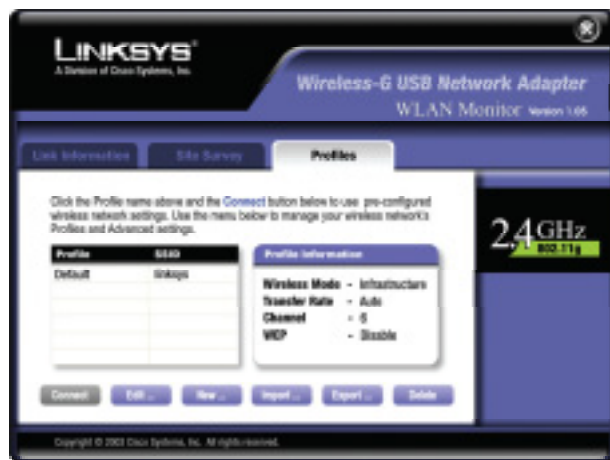 LINKSYS®
A Division of Cisco Systems, Inc.
Wireless-G USB Network Adapter
WLAN Monitor Version 1.05
Link Information Site Survey Profiles
Click the Profile name above and the Connect button below to use pre-configured
wireless network settings. Use the menu below to manage your wireless network's
Profiles and Advanced settings.
Profile SSID
Default linksys
Profile Information
Wireless Mode - Infrastructure
Transfer Rate - Auto
Channel - 6
WEP - Disable
2.4GHz
802.11g
Connect Edit ... New ... Import ... Export ... Delete
Copyright © 2003 Cisco Systems, Inc. All rights reserved.